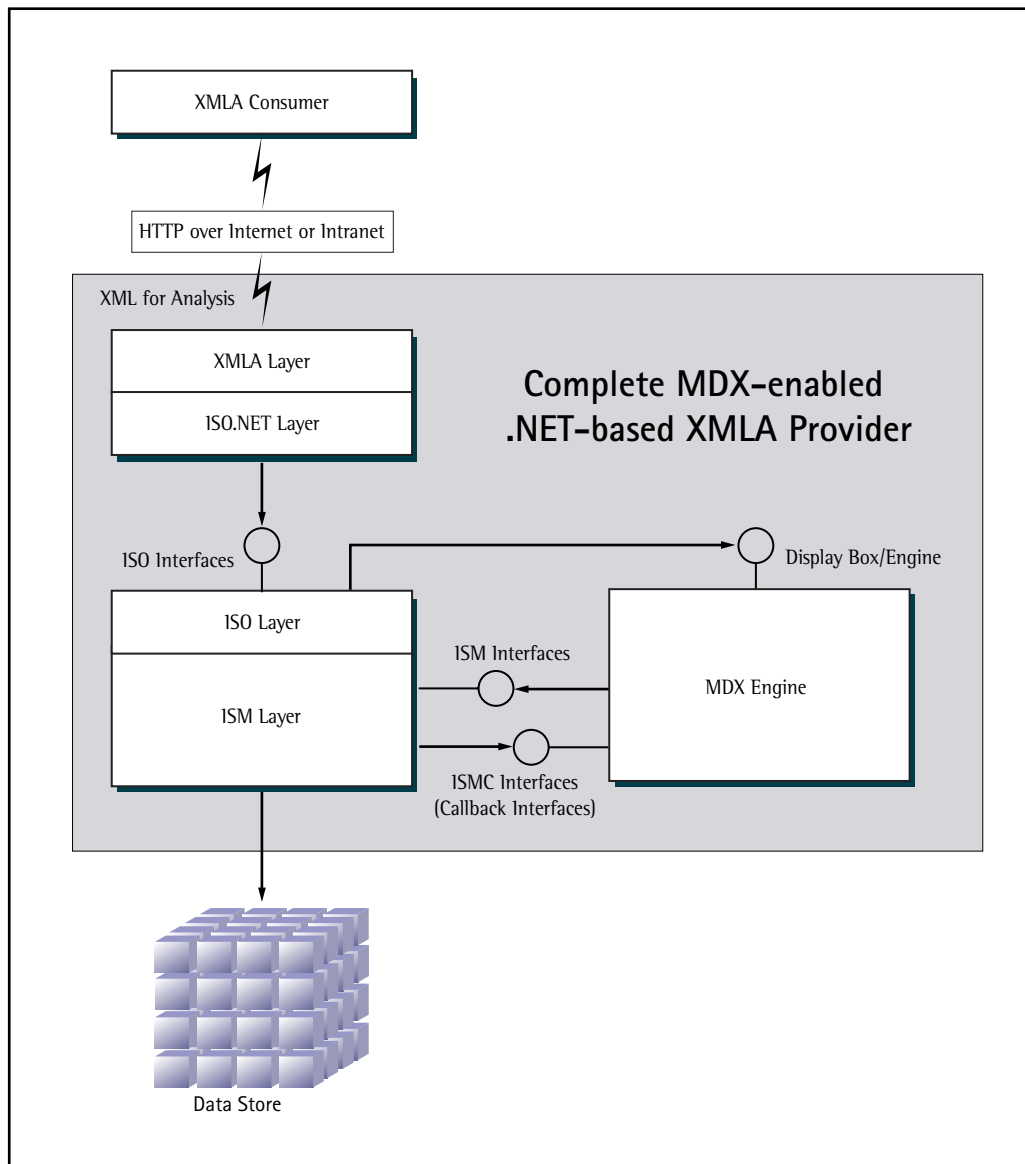 XMLA Consumer
HTTP over Internet or Intranet
XML for Analysis
XMLA Layer
ISO.NET Layer
Complete MDX-enabled
.NET-based XMLA Provider
ISO Interfaces
Display Box/Engine
ISO Layer
ISM Layer
ISM Interfaces
MDX Engine
ISMC Interfaces
(Callback Interfaces)
Data Store